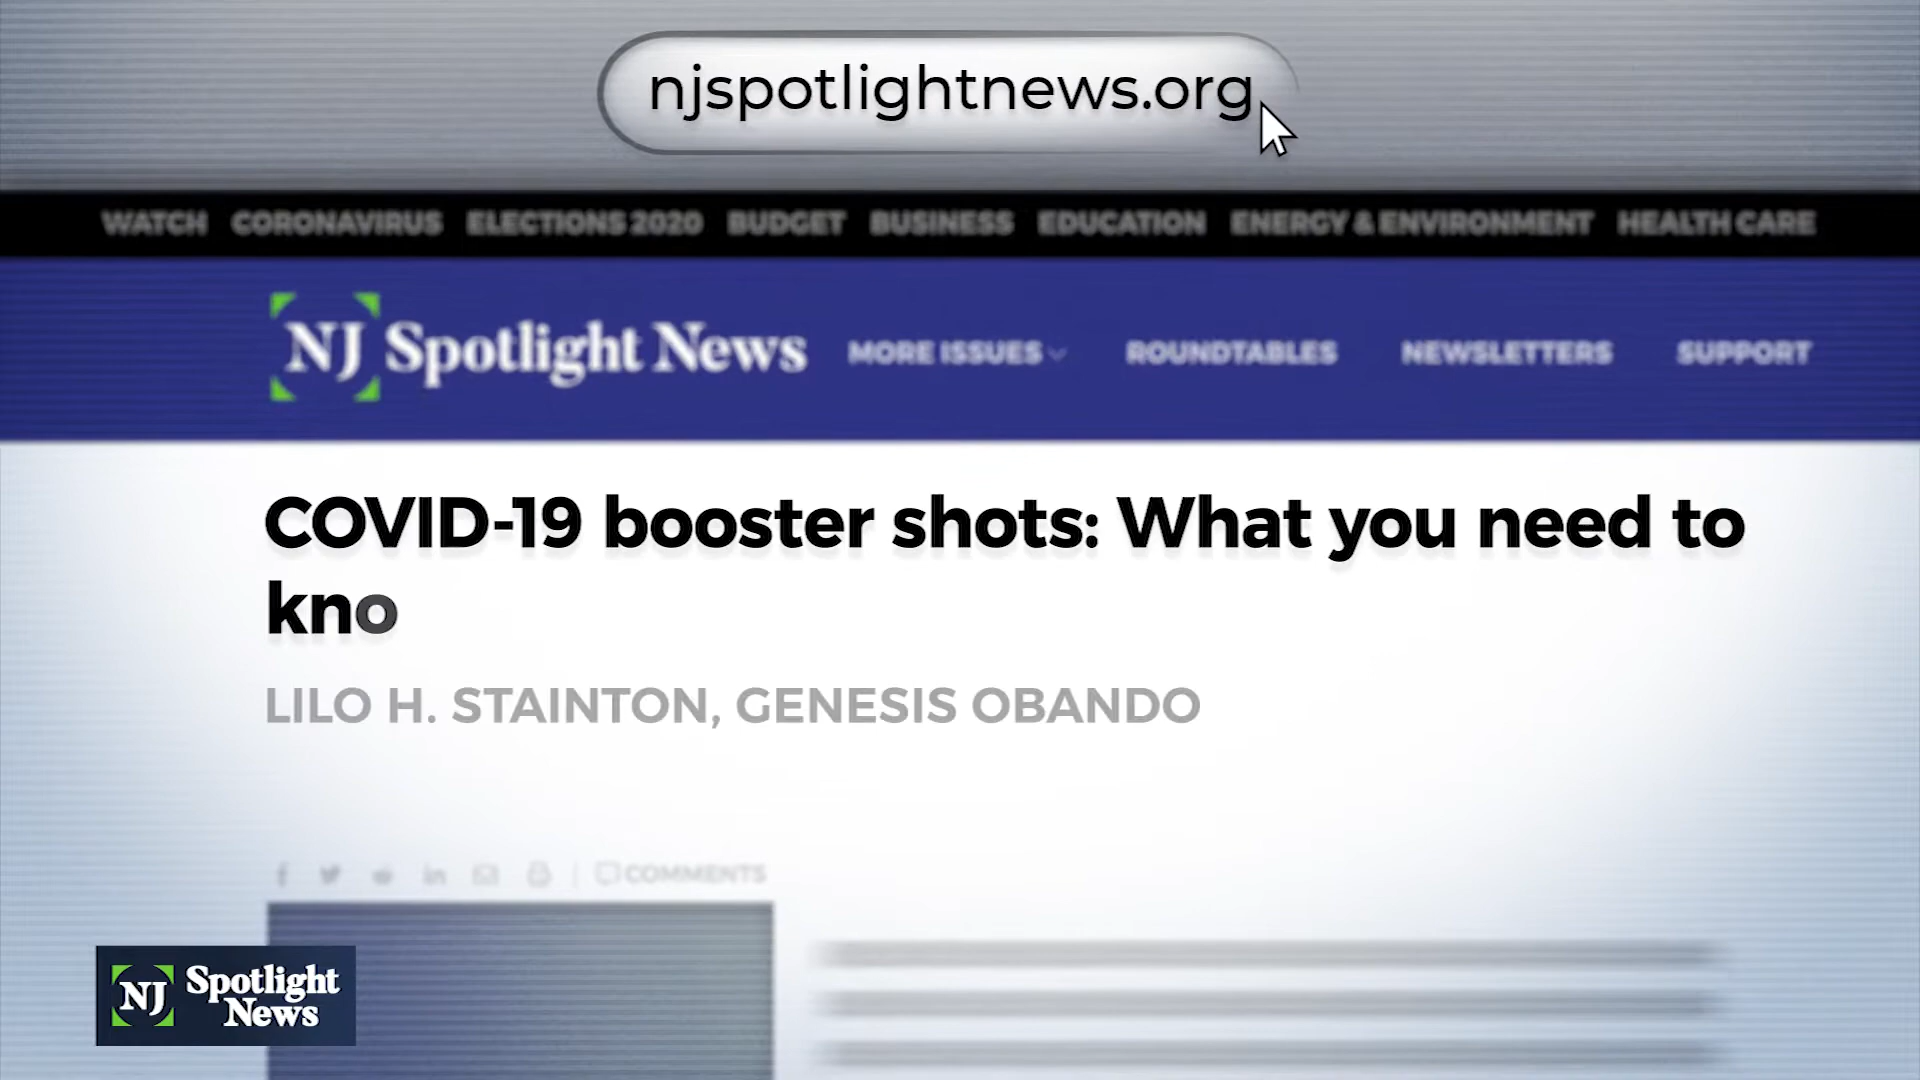 njspotlightnews.org
WATCH CORONAVIRUS ELECTIONS 2020 BUDGET BUSINESS EDUCATION ENERGY & ENVIRONMENT HEALTH CARE
NJ Spotlight News MORE ISSUES ROUNDTABLES NEWSLETTERS SUPPORT
COVID-19 booster shots: What you need to
kno
LILO H. STAINTON, GENESIS OBANDO
COMMENTS
NJ Spotlight
News